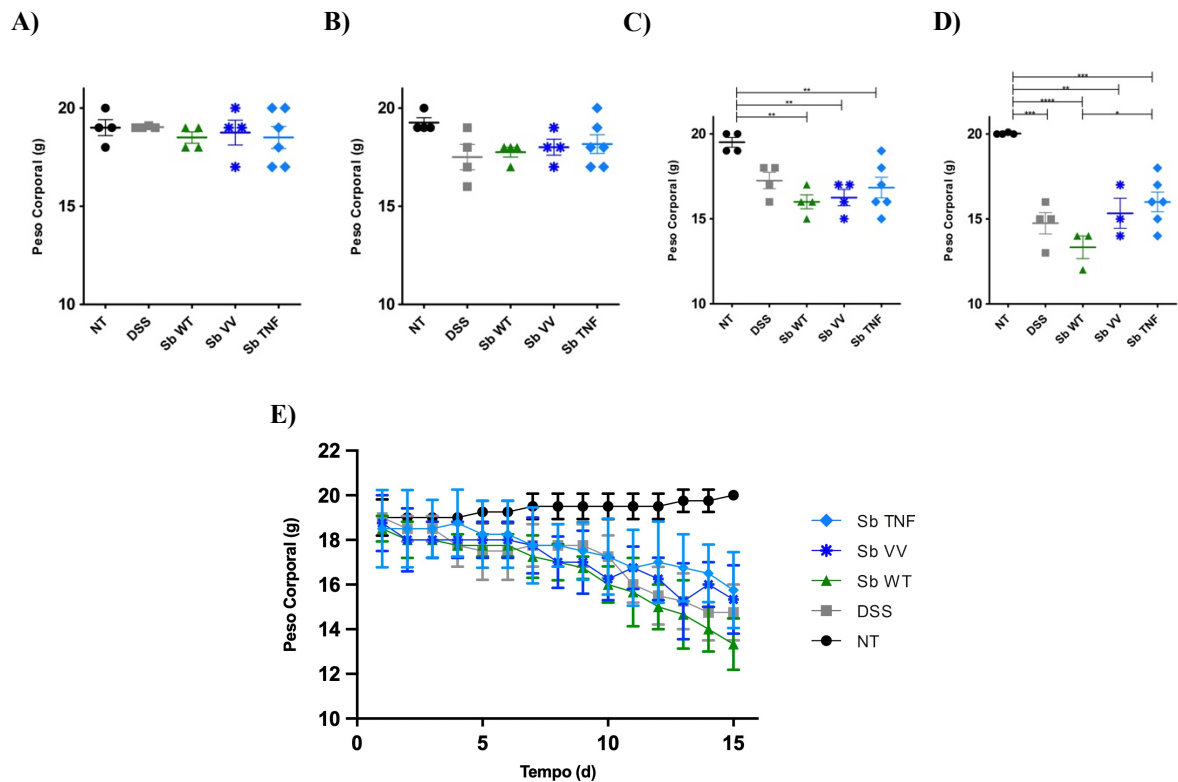 A)
B)
C)
D)
Peso Corporal (g)
20
15
10
NT
DSS
Sb WT
Sb VV
Sb TNF
Peso Corporal (g)
20
15
10
NT
DSS
Sb WT
Sb VV
Sb TNF
**
**
**
Peso Corporal (g)
20
15
10
NT
DSS
Sb WT
Sb VV
Sb TNF
***
**
****
***
*
Peso Corporal (g)
20
15
10
NT
DSS
Sb WT
Sb VV
Sb TNF
E)
Peso Corporal (g)
22
20
18
16
14
12
10
0
5
10
15
Tempo (d)
Sb TNF
Sb VV
Sb WT
DSS
NT